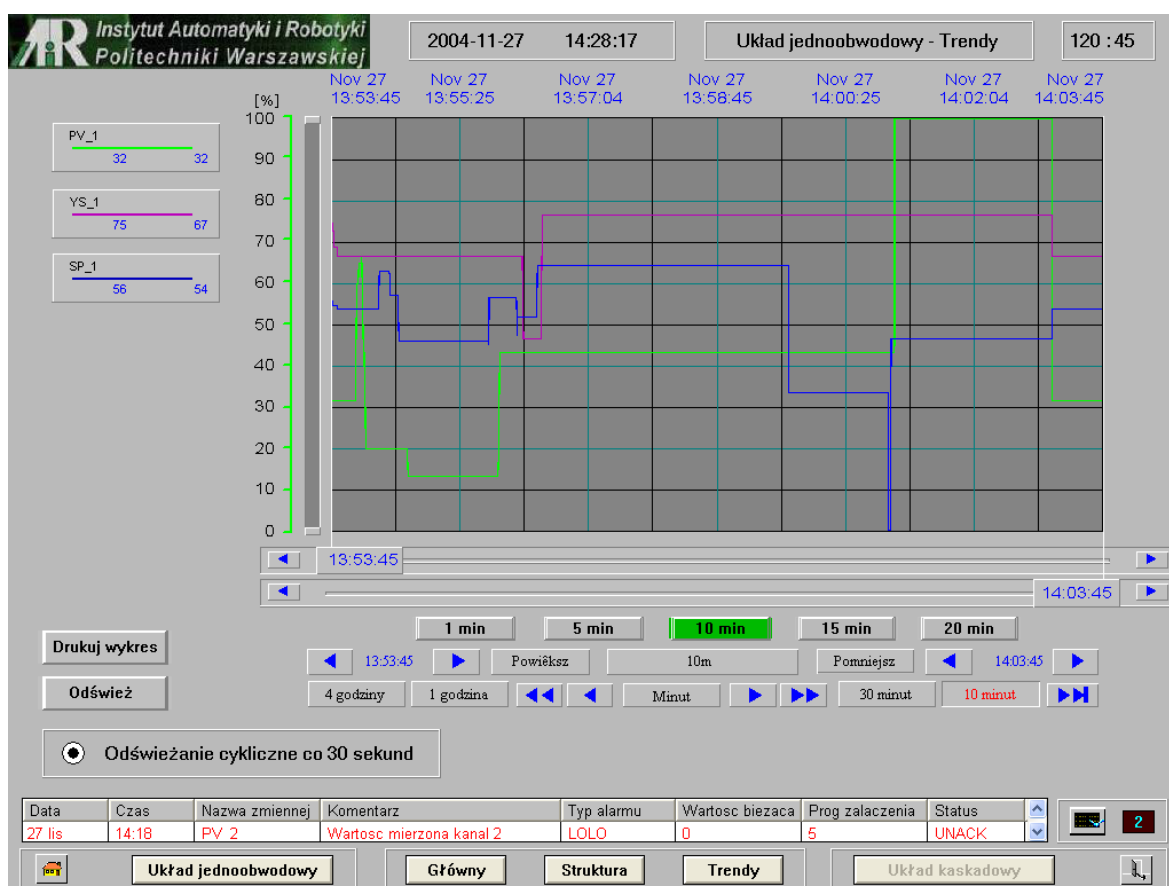 AiR Instytut Automatyki i Robotyki
Politechniki Warszawskiej
2004-11-27 14:28:17
Układ jednoobwodowy - Trendy
120 : 45
Nov 27 Nov 27 Nov 27 Nov 27 Nov 27 Nov 27 Nov 27
13:53:45 13:55:25 13:57:04 13:58:45 14:00:25 14:02:04 14:03:45
[%]
100
90
80
70
60
50
40
30
20
10
0
PV_1
32 32
YS_1
75 67
SP_1
56 54
13:53:45
14:03:45
1 min 5 min 10 min 15 min 20 min
Drukuj wykres
13:53:45 Powiêksz 10m Pomniejsz 14:03:45
Odśwież
4 godziny 1 godzina Minut 30 minut 10 minut
Odświeżanie cykliczne co 30 sekund
Data Czas Nazwa zmiennej Komentarz Typ alarmu Wartosc biezaca Prog zalaczenia Status
27 lis 14:18 PV_2 Wartosc mierzona kanal 2 LOLO 0 5 UNACK
2
Układ jednoobwodowy Główny Struktura Trendy Układ kaskadowy